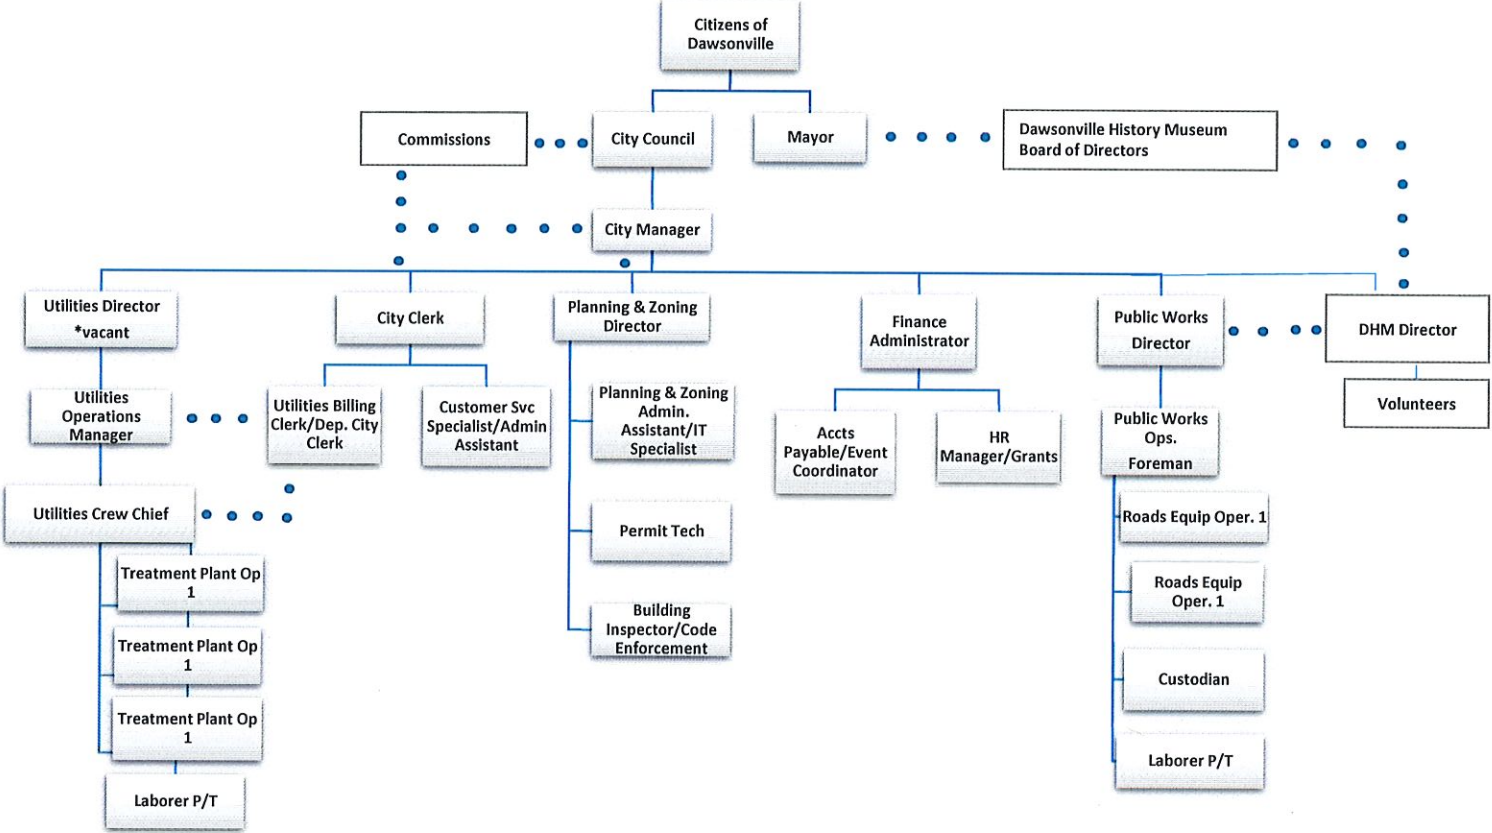 Citizens of
Dawsonville
Commissions
City Council
Mayor
Dawsonville History Museum
Board of Directors
City Manager
Utilities Director
*vacant
City Clerk
Planning & Zoning
Director
Finance
Administrator
Public Works
Director
DHM Director
Utilities
Operations
Manager
Utilities Billing
Clerk/Dep. City
Clerk
Customer Svc
Specialist/Admin
Assistant
Planning & Zoning
Admin.
Assistant/IT
Specialist
Accts
Payable/Event
Coordinator
HR
Manager/Grants
Public Works
Ops.
Foreman
Volunteers
Utilities Crew Chief
Permit Tech
Roads Equip Oper. 1
Treatment Plant Op
1
Roads Equip
Oper. 1
Treatment Plant Op
1
Building
Inspector/Code
Enforcement
Custodian
Treatment Plant Op
1
Laborer P/T
Laborer P/T